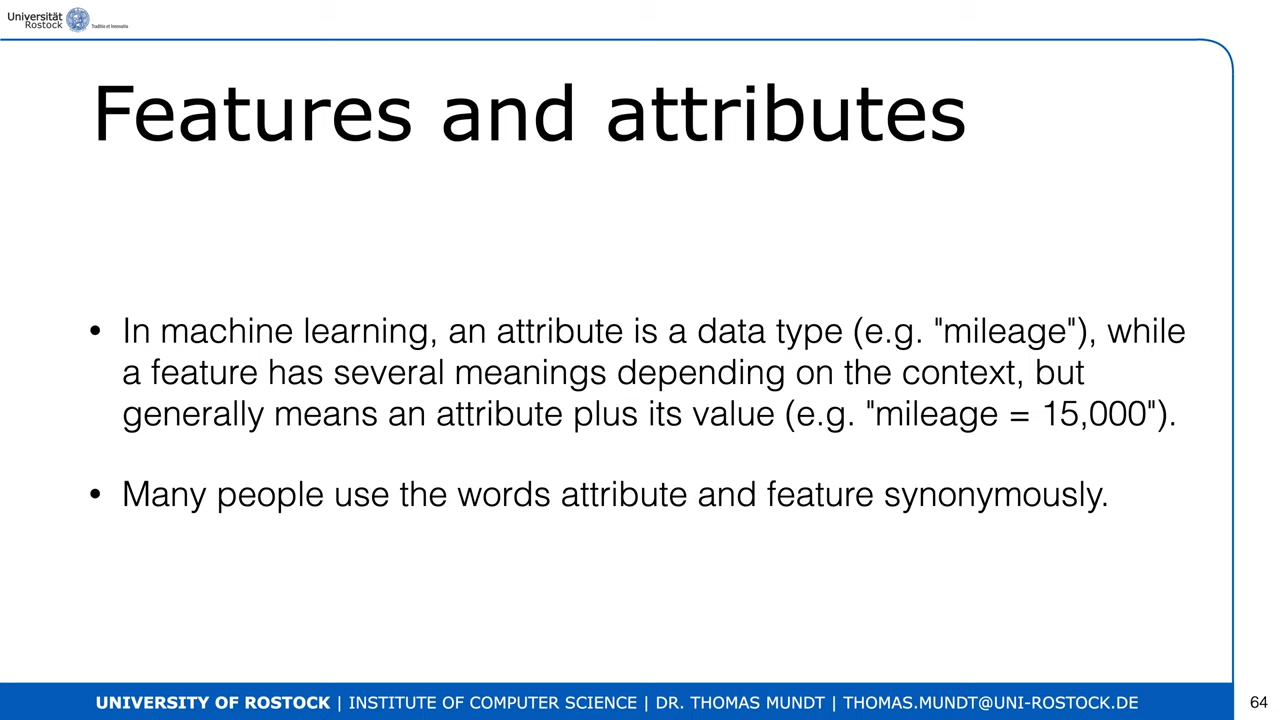 Universität
Rostock
Traditio et Innovatio
Features and attributes
• In machine learning, an attribute is a data type (e.g. "mileage"), while
a feature has several meanings depending on the context, but
generally means an attribute plus its value (e.g. "mileage = 15,000").
• Many people use the words attribute and feature synonymously.
UNIVERSITY OF ROSTOCK | INSTITUTE OF COMPUTER SCIENCE | DR. THOMAS MUNDT | THOMAS.MUNDT@UNI-ROSTOCK.DE
64